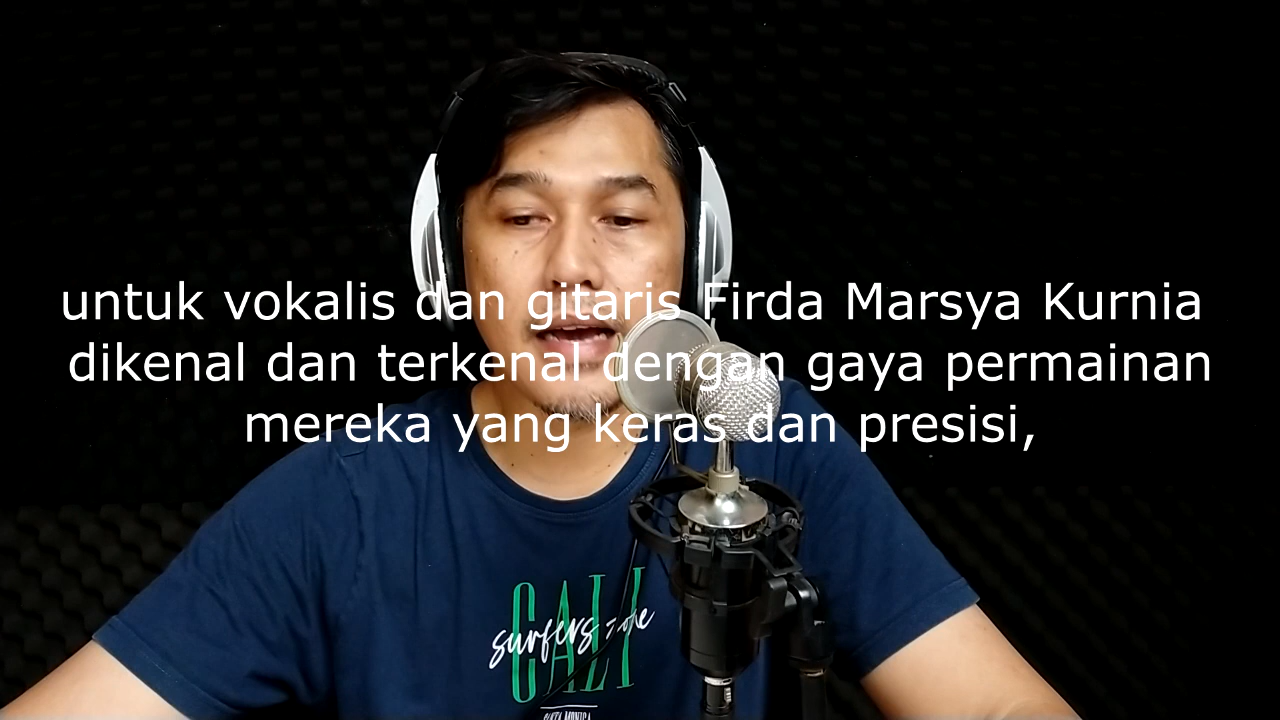 untuk vokalis dan gitaris Firda Marsya Kurnia
dikenal dan terkenal dengan gaya permainan
mereka yang keras dan presisi,
CALI
surfers